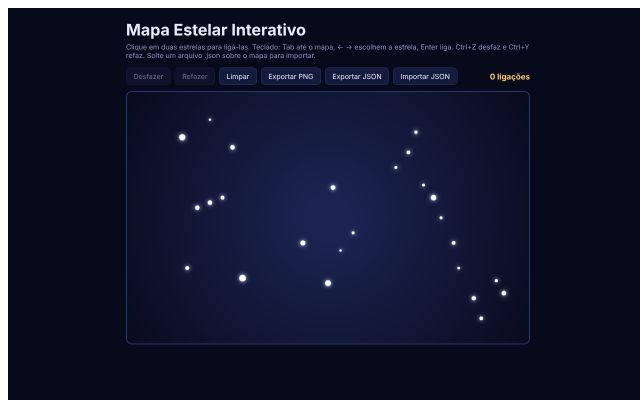 Mapa Estelar Interativo
Clique em duas estrelas para ligá-las. Teclado: Tab até o mapa, ← → escolhem a estrela, Enter liga. Ctrl+Z desfaz e Ctrl+Y
refaz. Solte um arquivo .json sobre o mapa para importar.
Desfazer Refazer Limpar Exportar PNG Exportar JSON Importar JSON 0 ligações